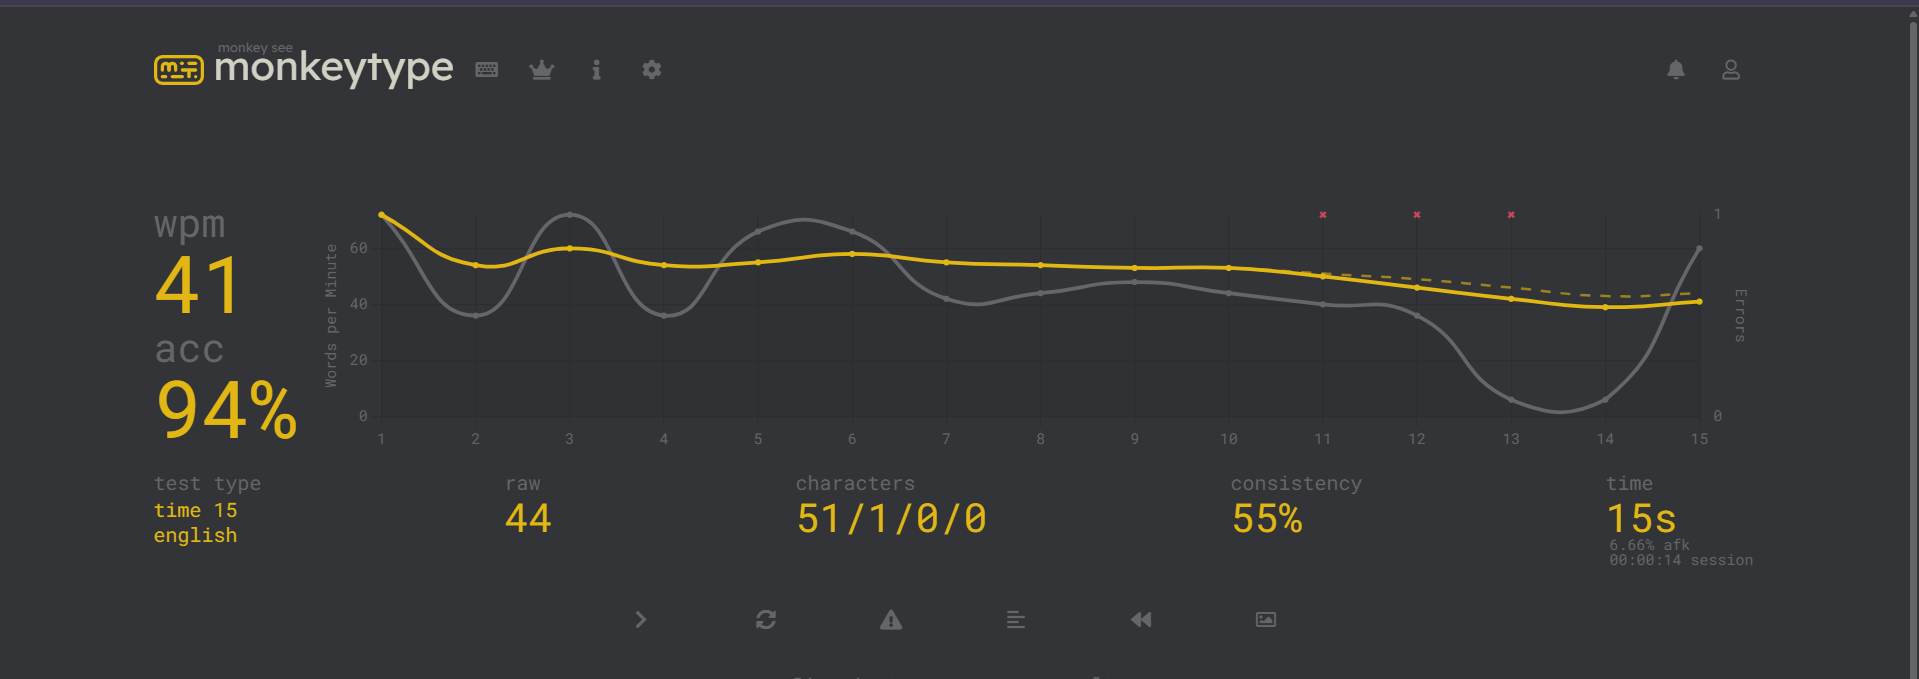 monkey see
monkeytype
wpm
41
acc
94%
Words per Minute
60
40
20
0
1
0
Errors
1 2 3 4 5 6 7 8 9 10 11 12 13 14 15
test type
time 15
english
raw
44
characters
51/1/0/0
consistency
55%
time
15s
6.66% afk
00:00:14 session